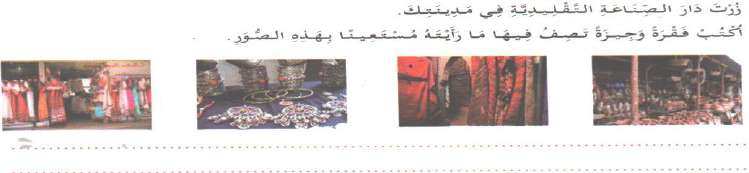 زُرْتَ دَارَ الصِّنَاعَةِ التَّقْلِيدِيَّةِ فِي مَدِينَتِكَ.
أُكْتُبْ فَقْرَةً وَجِيزَةً تَصِفُ فِيهَا مَا رَأَيْتَهُ مُسْتَعِينًا بِهَذِهِ الصُّوَرِ.